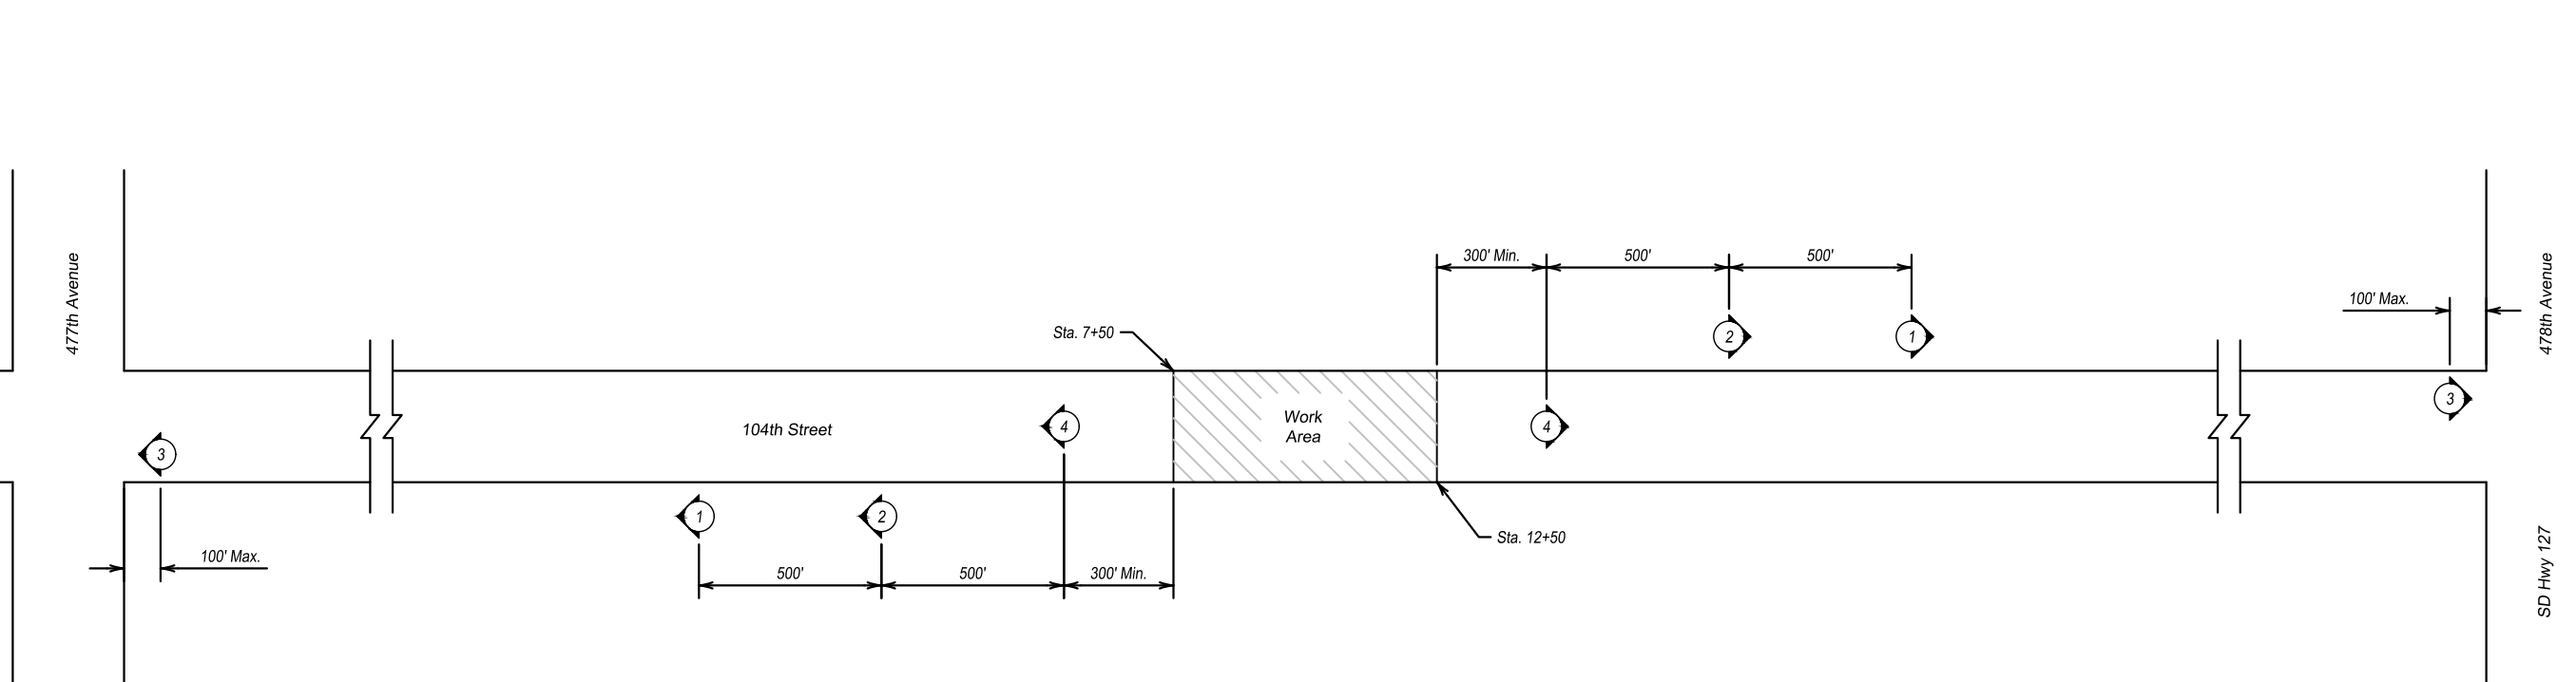 300' Min.
500'
500'
477th Avenue
478th Avenue
100' Max.
Sta. 7+50
2
1
3
104th Street
4
Work
Area
4
3
1
2
Sta. 12+50
100' Max.
500'
500'
300' Min.
SD Hwy 127